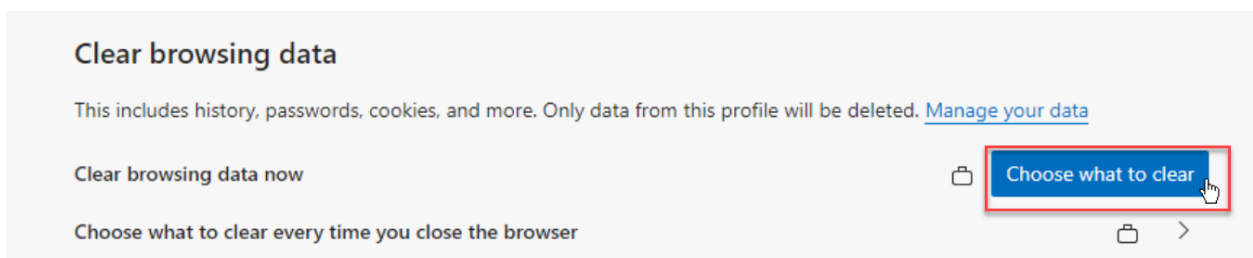 Clear browsing data
This includes history, passwords, cookies, and more. Only data from this profile will be deleted. Manage your data
Clear browsing data now
Choose what to clear
Choose what to clear every time you close the browser